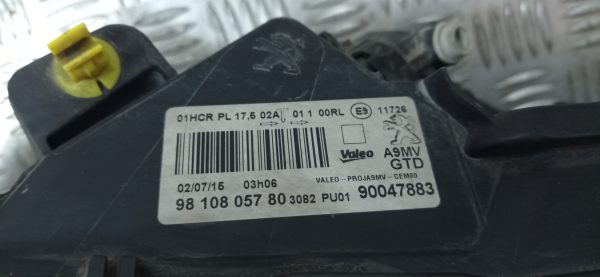 01HCR PL 17,5 02A 01 1 00RL E9 11726
Valeo A9MV
GTD
02/07/15 03h06 VALEO-PROJA9MV-CEM00
98 108 057 80 3082 PU01 90047883